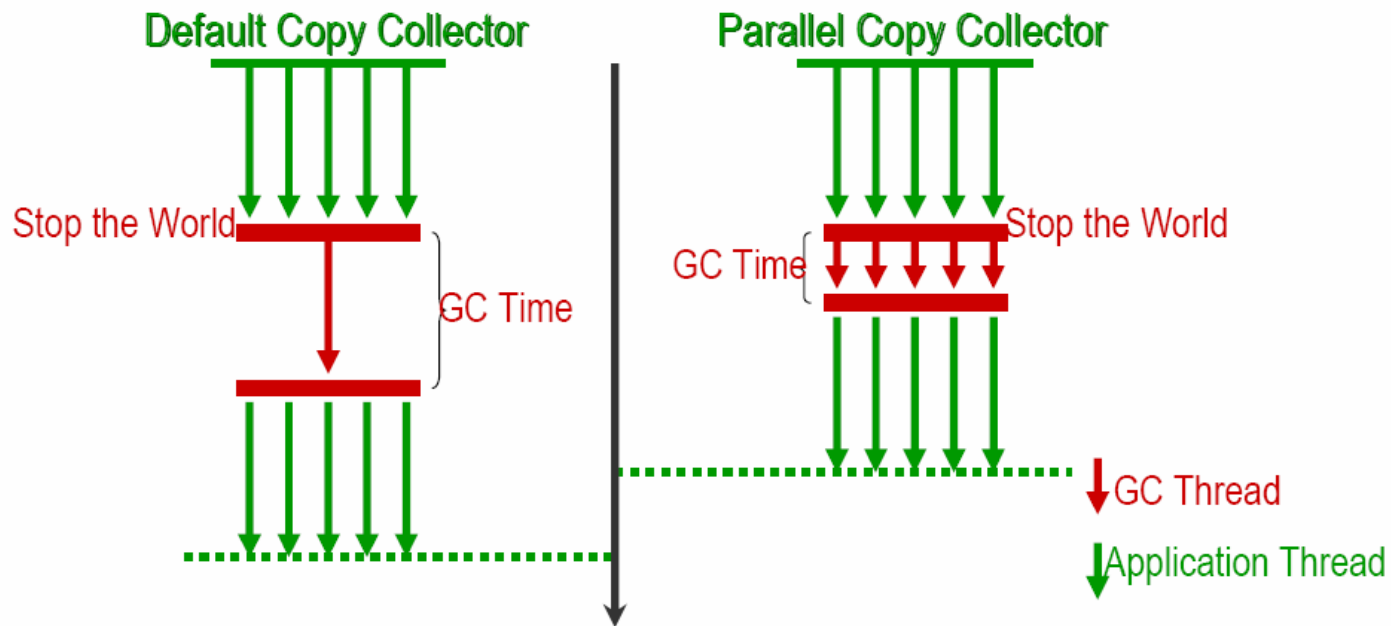 Default Copy Collector
Parallel Copy Collector
Stop the World
Stop the World
GC Time
GC Time
GC Thread
Application Thread